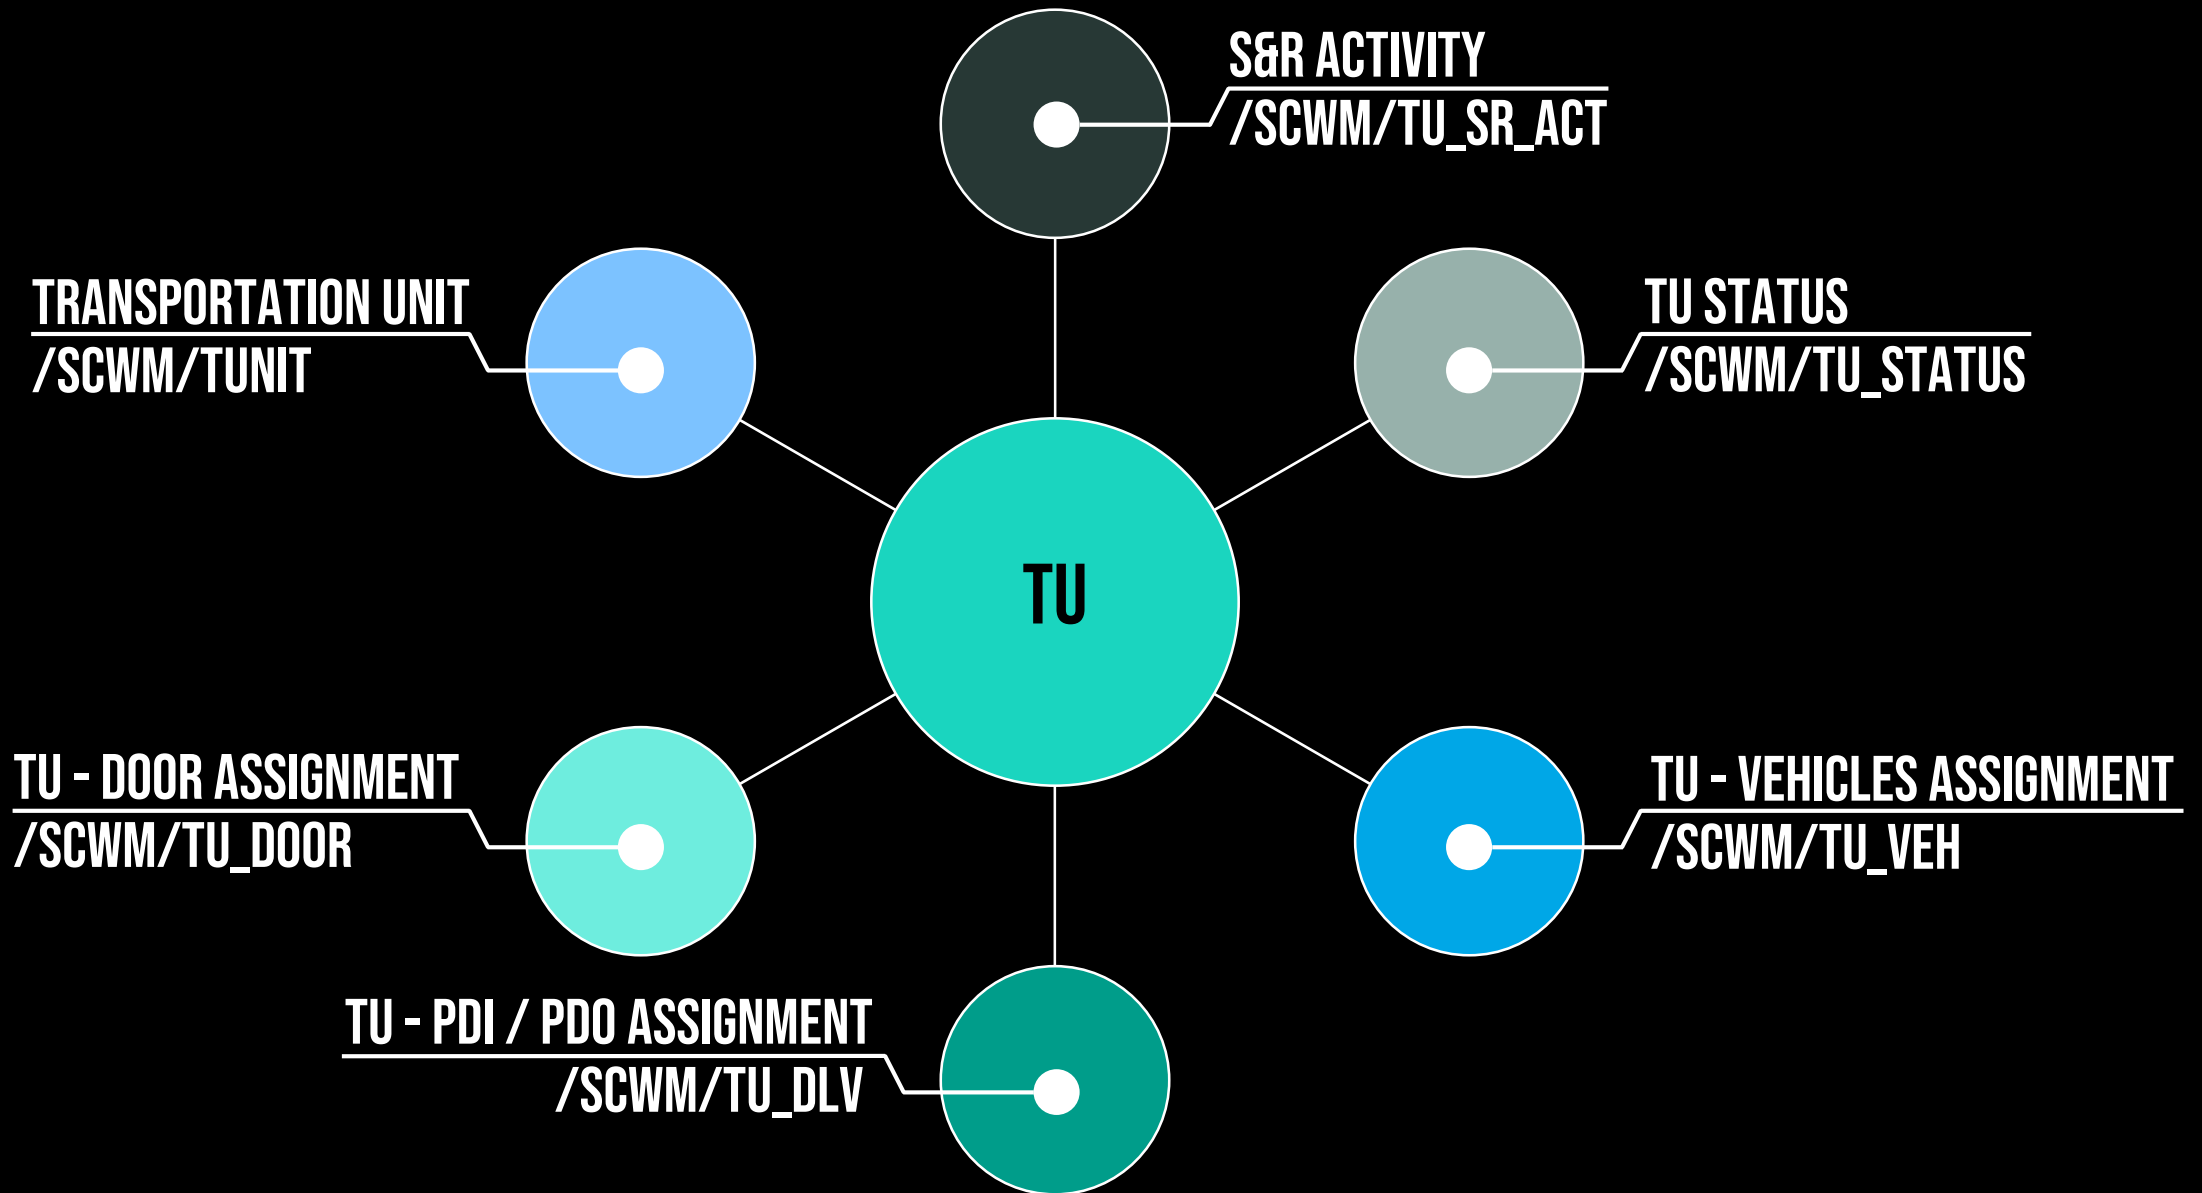 S&R ACTIVITY
/SCWM/TU_SR_ACT
TRANSPORTATION UNIT
/SCWM/TUNIT
TU STATUS
/SCWM/TU_STATUS
TU
TU - DOOR ASSIGNMENT
/SCWM/TU_DOOR
TU - VEHICLES ASSIGNMENT
/SCWM/TU_VEH
TU - PDI / PDO ASSIGNMENT
/SCWM/TU_DLV